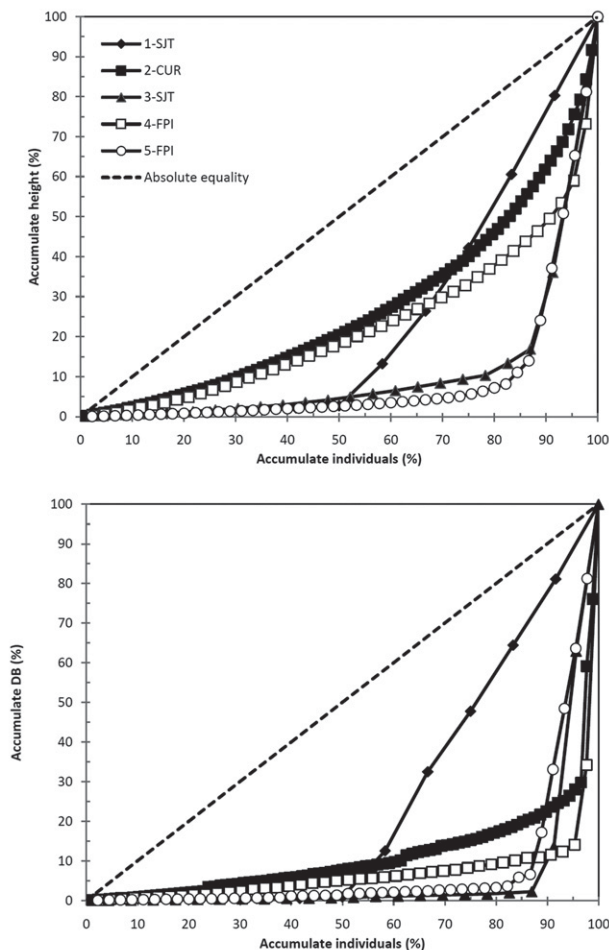 100
90
80
70
60
50
40
30
20
10
0
1-SJT
2-CUR
3-SJT
4-FPI
5-FPI
Absolute equality
Accumulate height (%)
0 10 20 30 40 50 60 70 80 90 100
Accumulate individuals (%)
100
90
80
70
60
50
40
30
20
10
0
Accumulate DB (%)
0 10 20 30 40 50 60 70 80 90 100
Accumulate individuals (%)